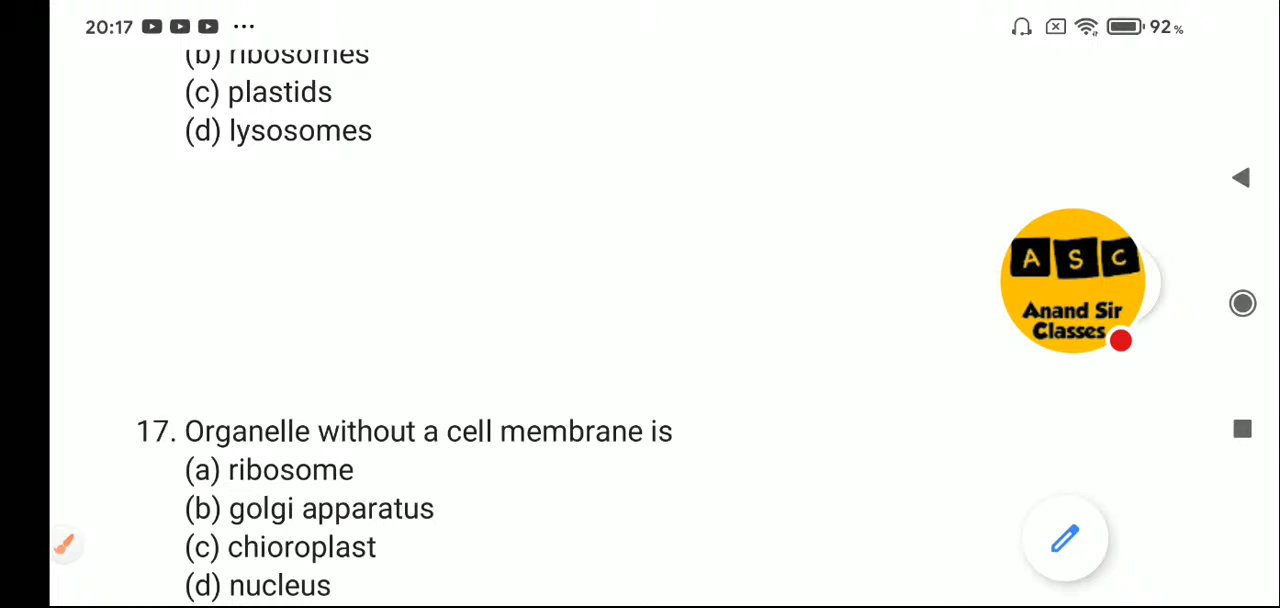 20:17 ... 92%
(b) ribosomes
(c) plastids
(d) lysosomes
A S C
Anand Sir
Classes
17. Organelle without a cell membrane is
(a) ribosome
(b) golgi apparatus
(c) chioroplast
(d) nucleus